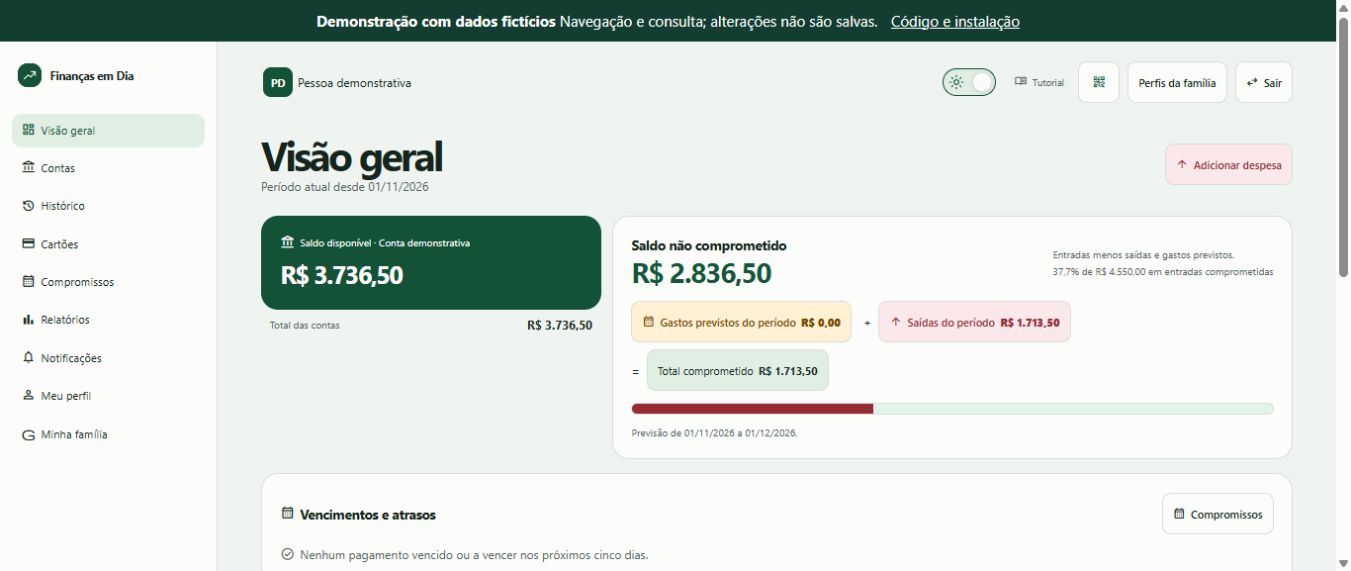 Demonstração com dados fictícios Navegação e consulta; alterações não são salvas. Código e instalação
Finanças em Dia
Visão geral
Contas
Histórico
Cartões
Compromissos
Relatórios
Notificações
Meu perfil
Minha família
PD Pessoa demonstrativa
Tutorial
Perfis da família
Sair
Visão geral
Período atual desde 01/11/2026
Adicionar despesa
Saldo disponível · Conta demonstrativa
R$ 3.736,50
Total das contas R$ 3.736,50
Saldo não comprometido
R$ 2.836,50
Entradas menos saídas e gastos previstos.
37,7% de R$ 4.550,00 em entradas comprometidas
Gastos previstos do período R$ 0,00 + Saídas do período R$ 1.713,50
= Total comprometido R$ 1.713,50
Previsão de 01/11/2026 a 01/12/2026.
Vencimentos e atrasos
Compromissos
Nenhum pagamento vencido ou a vencer nos próximos cinco dias.